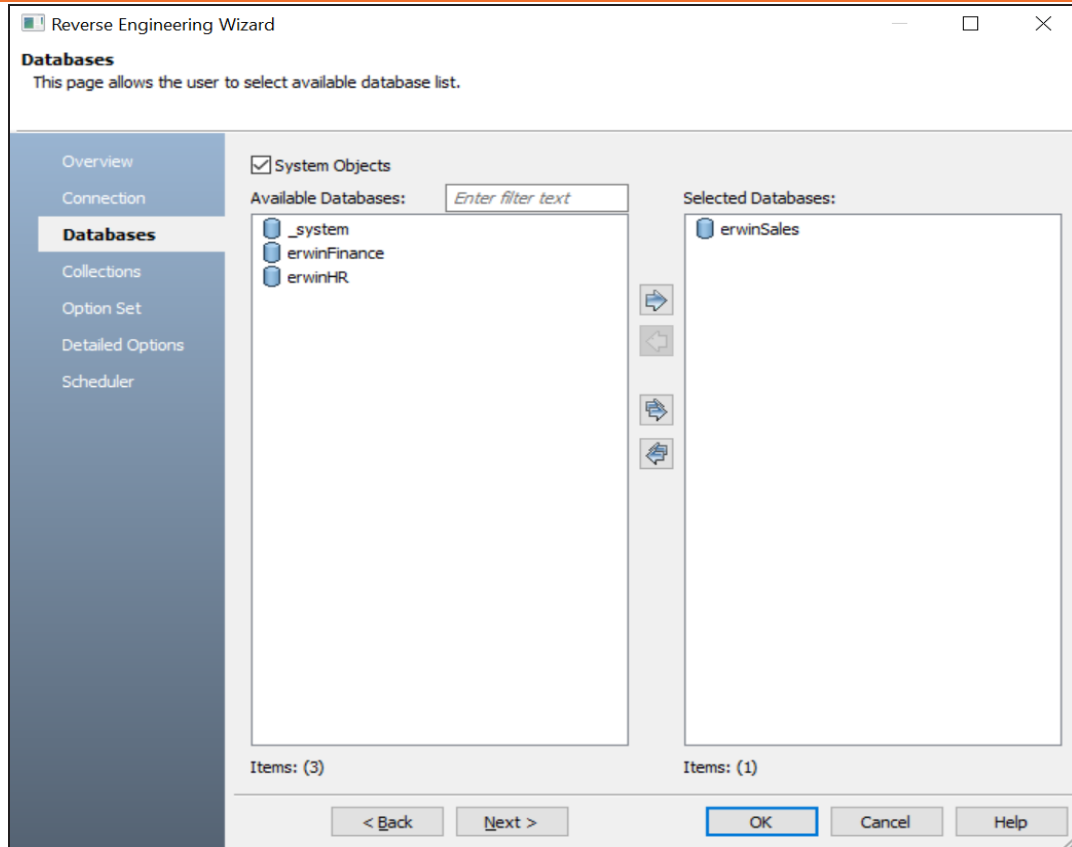 Reverse Engineering Wizard
Databases
This page allows the user to select available database list.
Overview
Connection
Databases
Collections
Option Set
Detailed Options
Scheduler
System Objects
Available Databases:
Enter filter text
_system
erwinFinance
erwinHR
Items: (3)
Selected Databases:
erwinSales
Items: (1)
< Back
Next >
OK
Cancel
Help